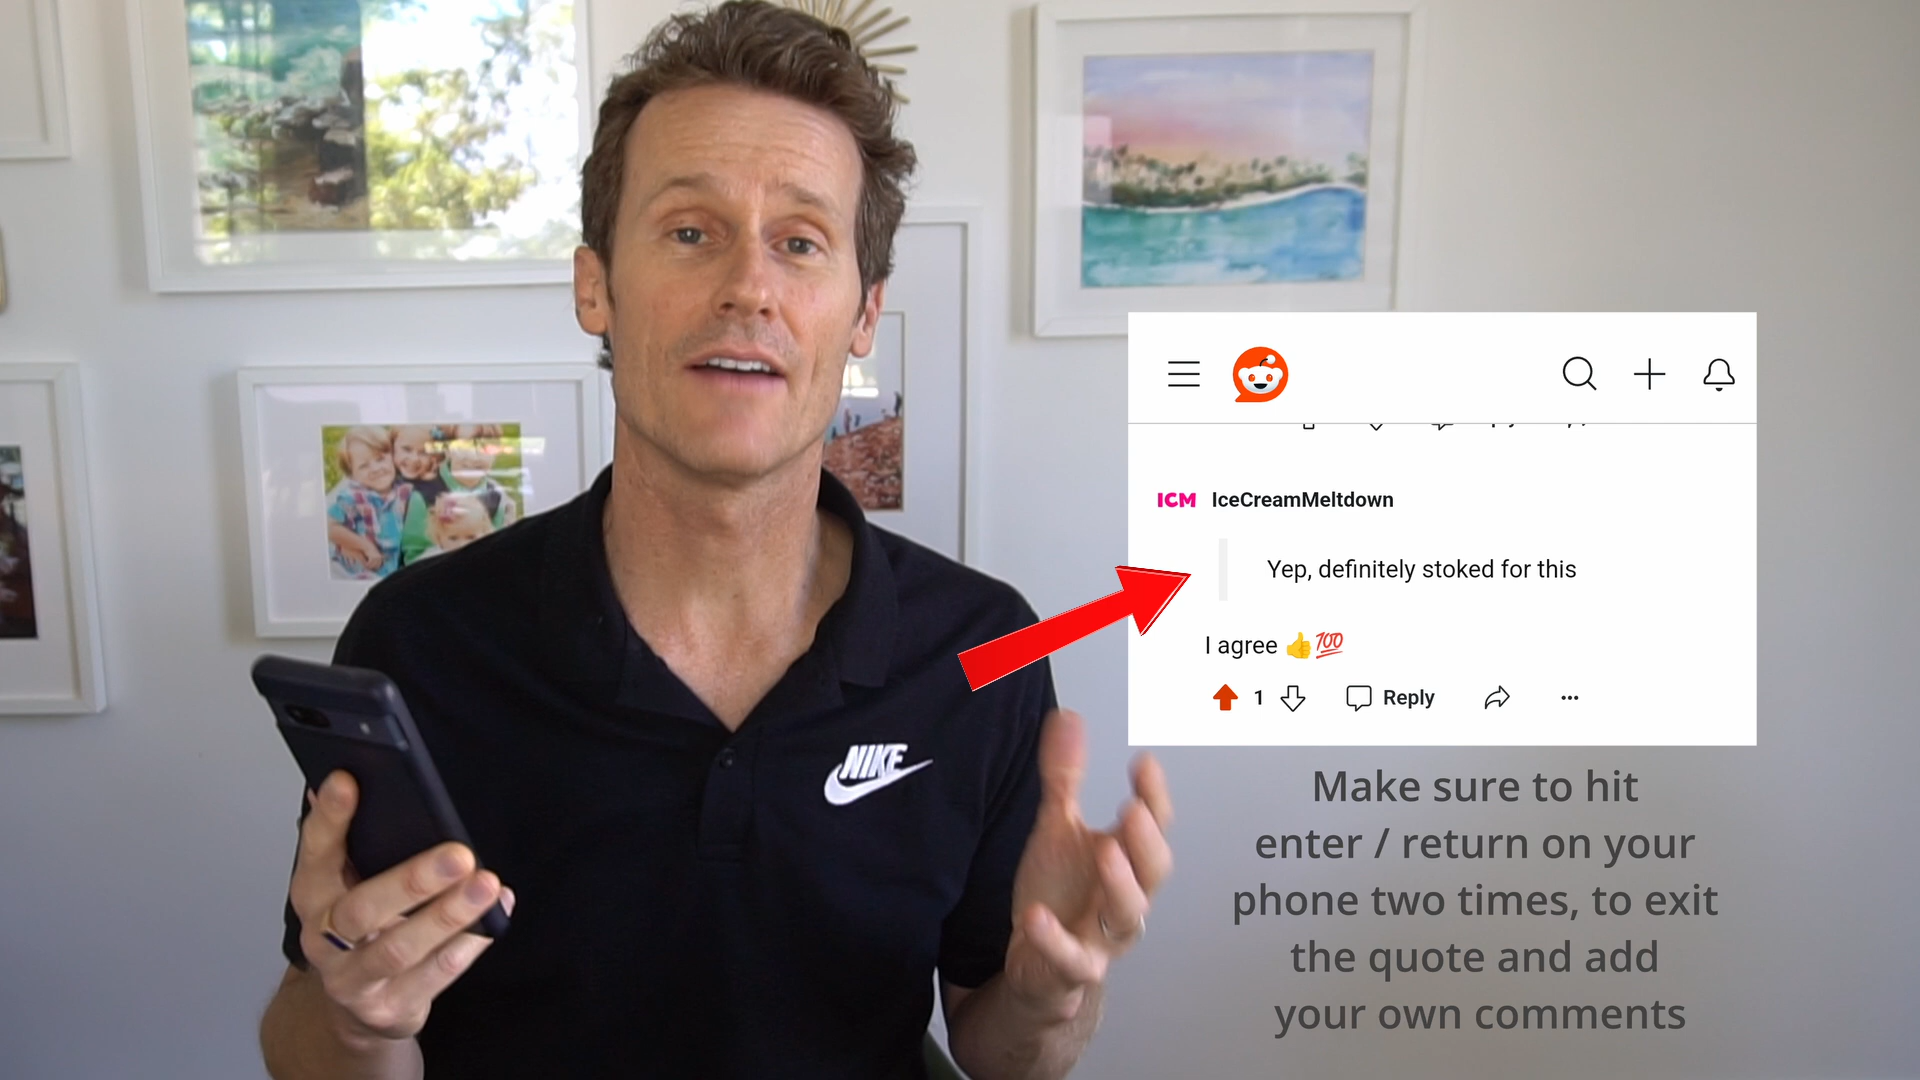 NIKE
ICM IceCreamMeltdown
Yep, definitely stoked for this
I agree 👍💯
1 Reply
Make sure to hit
enter / return on your
phone two times, to exit
the quote and add
your own comments